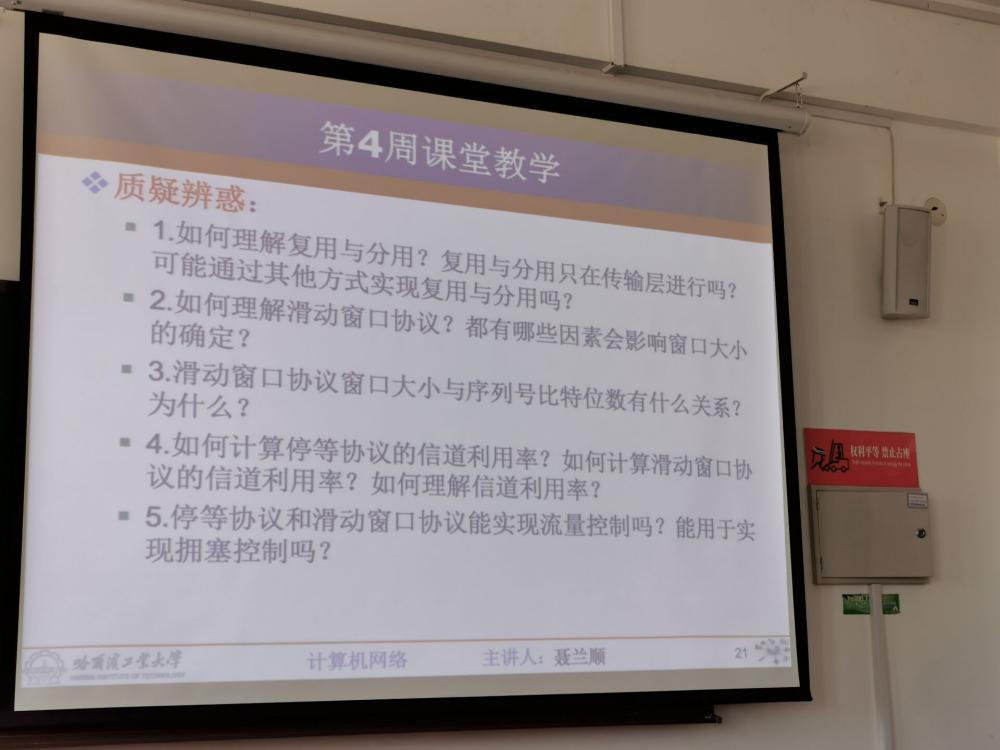 第4周课堂教学
质疑辨惑：
1.如何理解复用与分用？复用与分用只在传输层进行吗？
可能通过其他方式实现复用与分用吗？
2.如何理解滑动窗口协议？都有哪些因素会影响窗口大小
的确定？
3.滑动窗口协议窗口大小与序列号比特位数有什么关系？
为什么？
4.如何计算停等协议的信道利用率？如何计算滑动窗口协
议的信道利用率？如何理解信道利用率？
5.停等协议和滑动窗口协议能实现流量控制吗？能用于实
现拥塞控制吗？
哈爾濱工業大學
HARBIN INSTITUTE OF TECHNOLOGY
计算机网络
主讲人：聂兰顺
21
权利平等 禁止占座